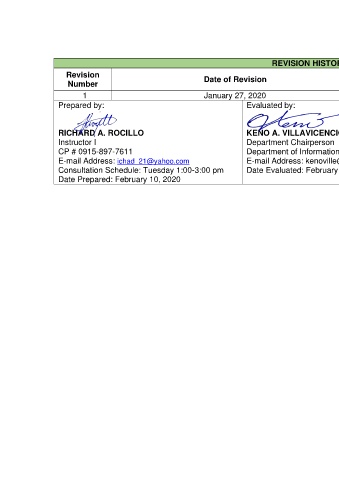 REVISION HISTO
Revision Number
Date of Revision
1
January 27, 2020
Prepared by:
RICHARD A. ROCILLO
Instructor I
CP # 0915-897-7611
E-mail Address: ichad_21@yahoo.com
Consultation Schedule: Tuesday 1:00-3:00 pm
Date Prepared: February 10, 2020
Evaluated by:
KENO A. VILLAVICENCI
Department Chairperson
Department of Information
E-mail Address: kenoville
Date Evaluated: February